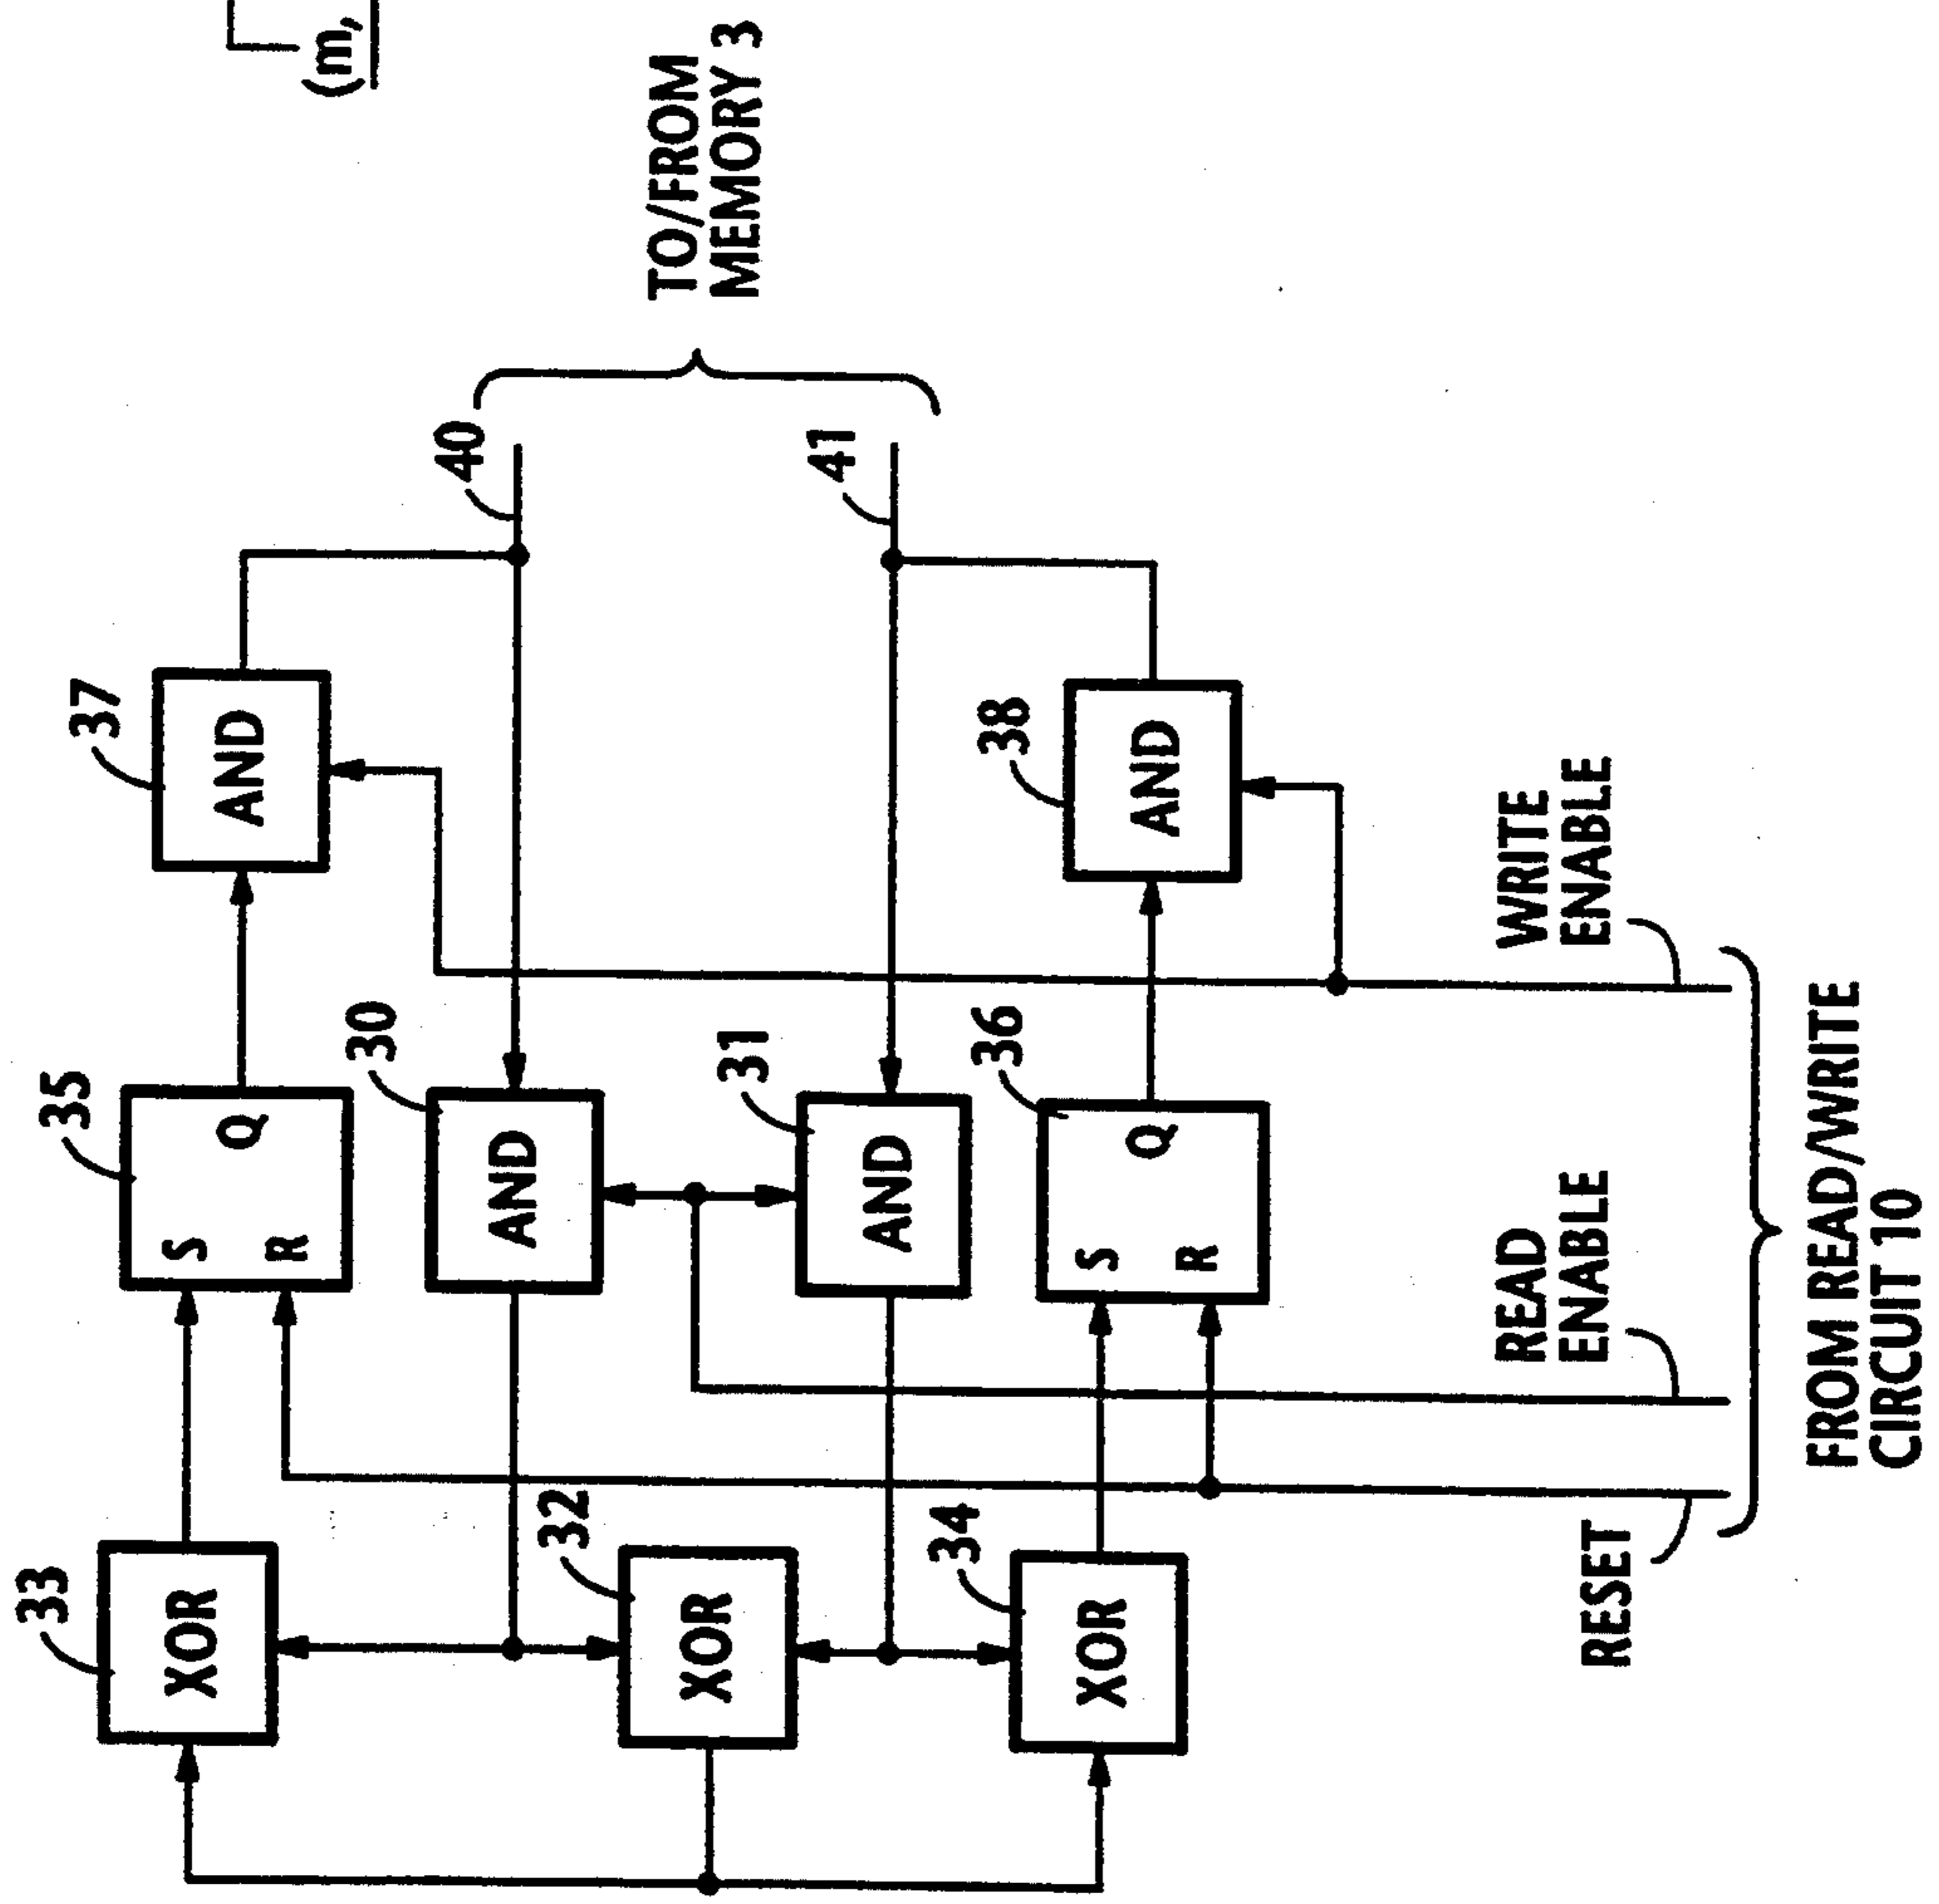 (m,
TO/FROM
MEMORY 3
40
41
37
AND
38
AND
WRITE
ENABLE
35
S
R
Q
30
AND
31
AND
36
S
R
Q
READ
ENABLE
FROM READ/WRITE
CIRCUIT 10
33
XOR
32
XOR
34
XOR
RESET